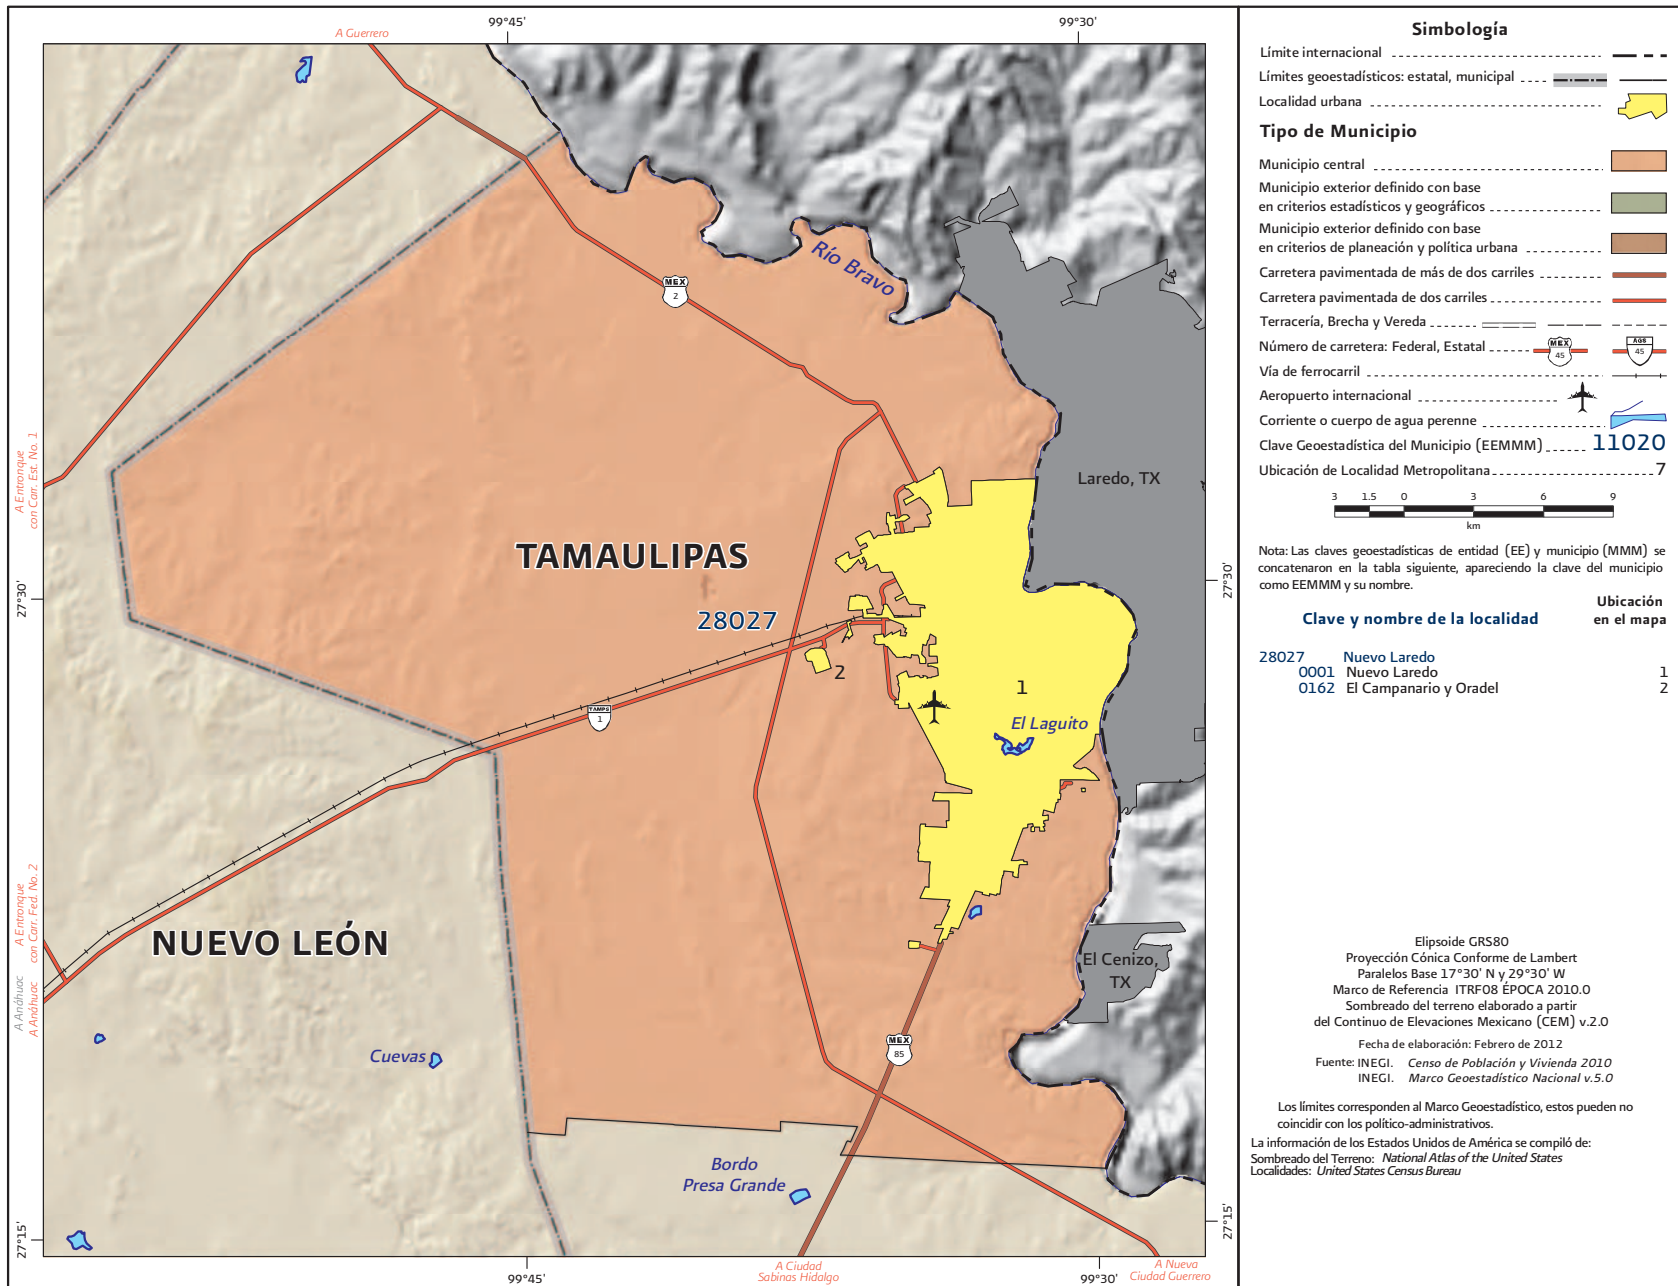 99°45'
99°30'
A Guerrero
Río Bravo
MEX
2
Laredo, TX
A Entronque
con Carr. Est. No. 1
27°30'
27°30'
TAMAULIPAS
28027
2
1
El Laguito
TAMPS
1
A Entronque
con Carr. Fed. No. 2
NUEVO LEÓN
El Cenizo,
TX
A Anáhuac
A Anáhuac
Cuevas
MEX
85
Bordo
Presa Grande
27°15'
27°15'
99°45'
A Ciudad
Sabinas Hidalgo
99°30'
A Nueva
Ciudad Guerrero
Simbología
Límite internacional
Límites geoestadísticos: estatal, municipal
Localidad urbana
Tipo de Municipio
Municipio central
Municipio exterior definido con base
en criterios estadísticos y geográficos
Municipio exterior definido con base
en criterios de planeación y política urbana
Carretera pavimentada de más de dos carriles
Carretera pavimentada de dos carriles
Terracería, Brecha y Vereda
Número de carretera: Federal, Estatal MEX 45 AGS 45
Vía de ferrocarril
Aeropuerto internacional
Corriente o cuerpo de agua perenne
Clave Geoestadística del Municipio (EEMMM) 11020
Ubicación de Localidad Metropolitana 7
3 1.5 0 3 6 9
km
Nota: Las claves geoestadísticas de entidad (EE) y municipio (MMM) se
concatenaron en la tabla siguiente, apareciendo la clave del municipio
como EEMMM y su nombre.
Clave y nombre de la localidad
Ubicación
en el mapa
28027 Nuevo Laredo
0001 Nuevo Laredo 1
0162 El Campanario y Oradel 2
Elipsoide GRS80
Proyección Cónica Conforme de Lambert
Paralelos Base 17°30' N y 29°30' W
Marco de Referencia ITRF08 ÉPOCA 2010.0
Sombreado del terreno elaborado a partir
del Continuo de Elevaciones Mexicano (CEM) v.2.0
Fecha de elaboración: Febrero de 2012
Fuente: INEGI. Censo de Población y Vivienda 2010
INEGI. Marco Geoestadístico Nacional v.5.0
Los límites corresponden al Marco Geoestadístico, estos pueden no
coincidir con los político-administrativos.
La información de los Estados Unidos de América se compiló de:
Sombreado del Terreno: National Atlas of the United States
Localidades: United States Census Bureau